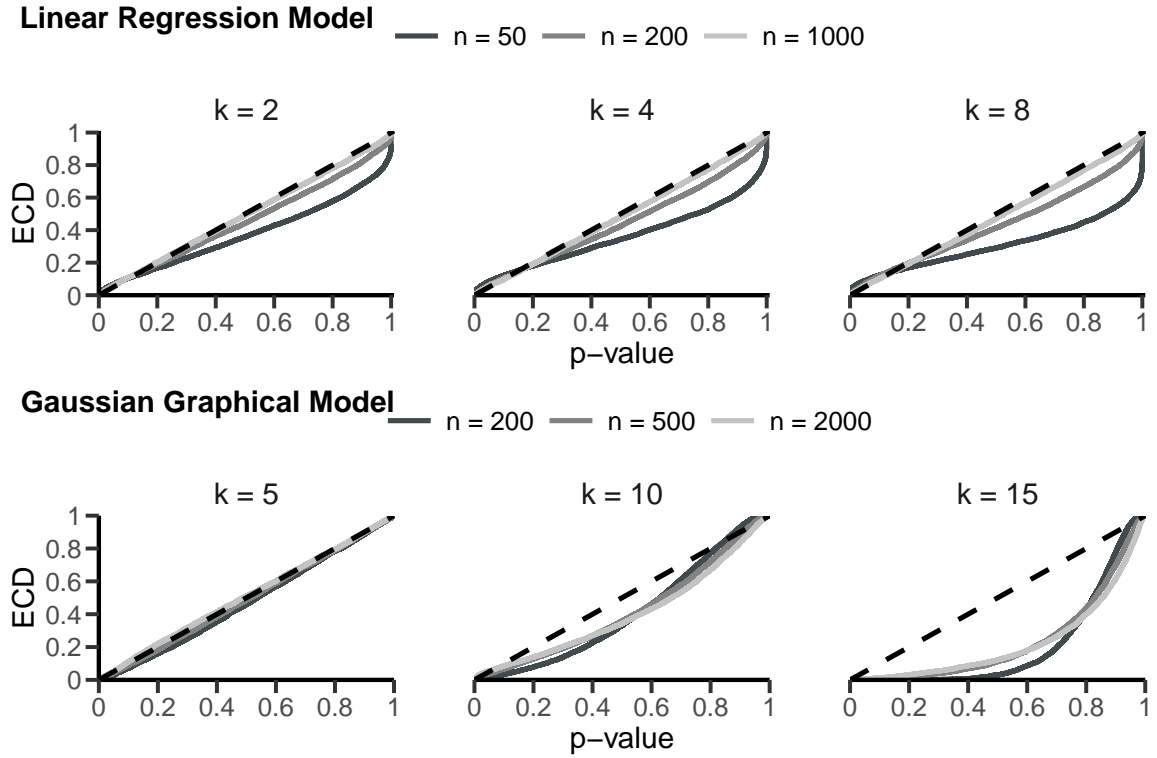 Linear Regression Model
n = 50 n = 200 n = 1000
k = 2 k = 4 k = 8
ECD
1
0.8
0.6
0.4
0.2
0
0 0.2 0.4 0.6 0.8 1 0 0.2 0.4 0.6 0.8 1 0 0.2 0.4 0.6 0.8 1
p−value
Gaussian Graphical Model
n = 200 n = 500 n = 2000
k = 5 k = 10 k = 15
ECD
1
0.8
0.6
0.4
0.2
0
0 0.2 0.4 0.6 0.8 1 0 0.2 0.4 0.6 0.8 1 0 0.2 0.4 0.6 0.8 1
p−value